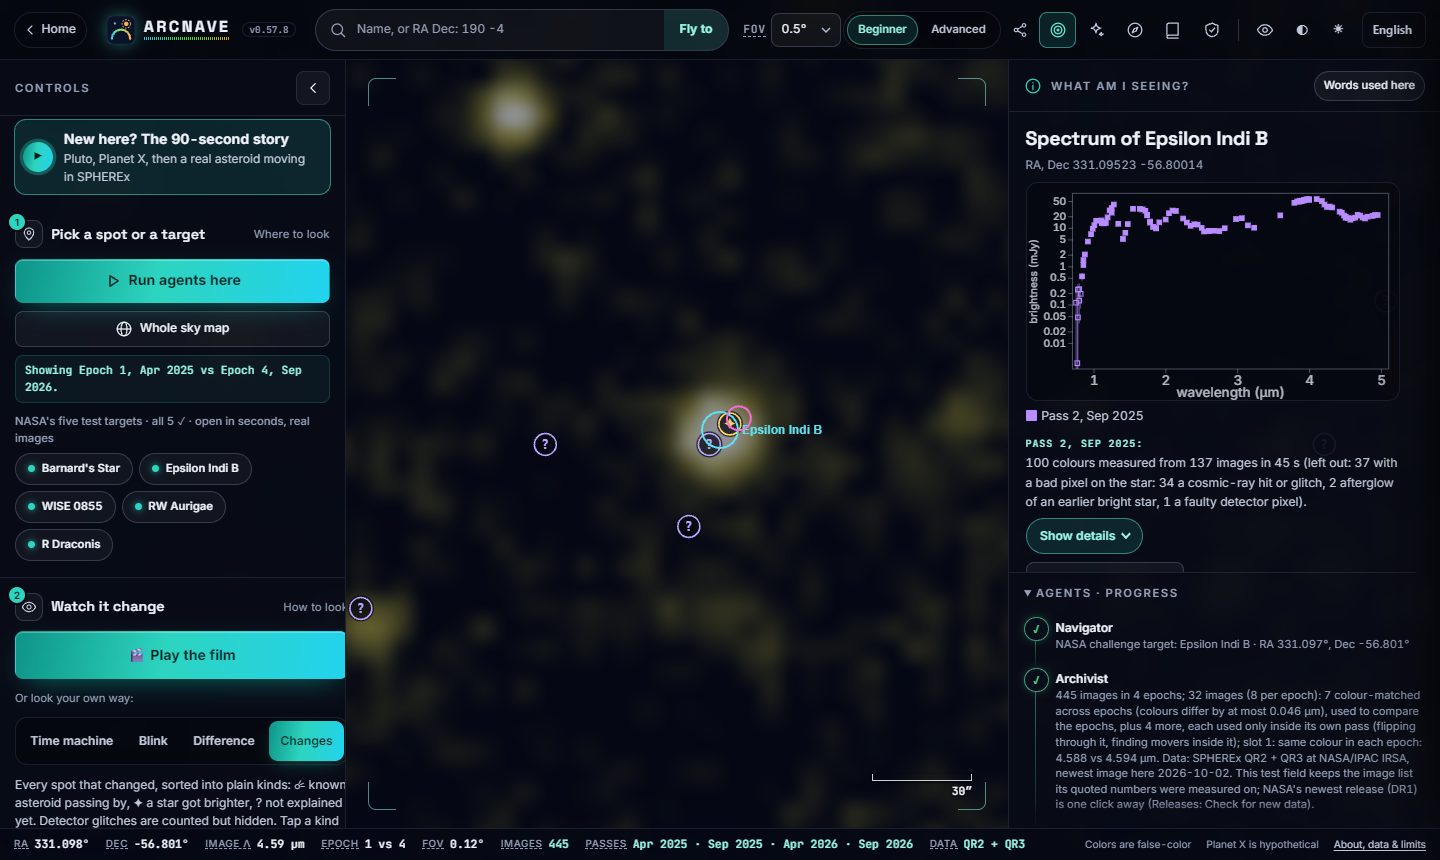 Home
ARCNAVE
v0.57.8
Name, or RA Dec: 190 -4
Fly to
FOV
0.5°
Beginner
Advanced
English
CONTROLS
New here? The 90-second story
Pluto, Planet X, then a real asteroid moving
in SPHEREx
1
Pick a spot or a target
Where to look
Run agents here
Whole sky map
Showing Epoch 1, Apr 2025 vs Epoch 4, Sep
2026.
NASA's five test targets · all 5 ✓ · open in seconds, real
images
Barnard's Star
Epsilon Indi B
WISE 0855
RW Aurigae
R Draconis
2
Watch it change
How to look
Play the film
Or look your own way:
Time machine
Blink
Difference
Changes
Every spot that changed, sorted into plain kinds: ☄ known
asteroid passing by, ✦ a star got brighter, ? not explained
yet. Detector glitches are counted but hidden. Tap a kind
Epsilon Indi B
?
?
?
?
30″
WHAT AM I SEEING?
Words used here
Spectrum of Epsilon Indi B
RA, Dec 331.09523 -56.80014
brightness (mJy)
50
20
10
5
2
1
0.5
0.2
0.1
0.05
0.02
0.01
1
2
3
4
5
wavelength (µm)
Pass 2, Sep 2025
PASS 2, SEP 2025:
100 colours measured from 137 images in 45 s (left out: 37 with
a bad pixel on the star: 34 a cosmic-ray hit or glitch, 2 afterglow
of an earlier bright star, 1 a faulty detector pixel).
Show details
AGENTS · PROGRESS
Navigator
NASA challenge target: Epsilon Indi B · RA 331.097°, Dec -56.801°
Archivist
445 images in 4 epochs; 32 images (8 per epoch): 7 colour-matched
across epochs (colours differ by at most 0.046 µm), used to compare
the epochs, plus 4 more, each used only inside its own pass (flipping
through it, finding movers inside it); slot 1: same colour in each epoch:
4.588 vs 4.594 µm. Data: SPHEREx QR2 + QR3 at NASA/IPAC IRSA,
newest image here 2026-10-02. This test field keeps the image list
its quoted numbers were measured on; NASA's newest release (DR1)
is one click away (Releases: Check for new data).
RA 331.098° DEC -56.801° IMAGE Λ 4.59 µm EPOCH 1 vs 4 FOV 0.12° IMAGES 445 PASSES Apr 2025 · Sep 2025 · Apr 2026 · Sep 2026 DATA QR2 + QR3
Colors are false-color
Planet X is hypothetical
About, data & limits